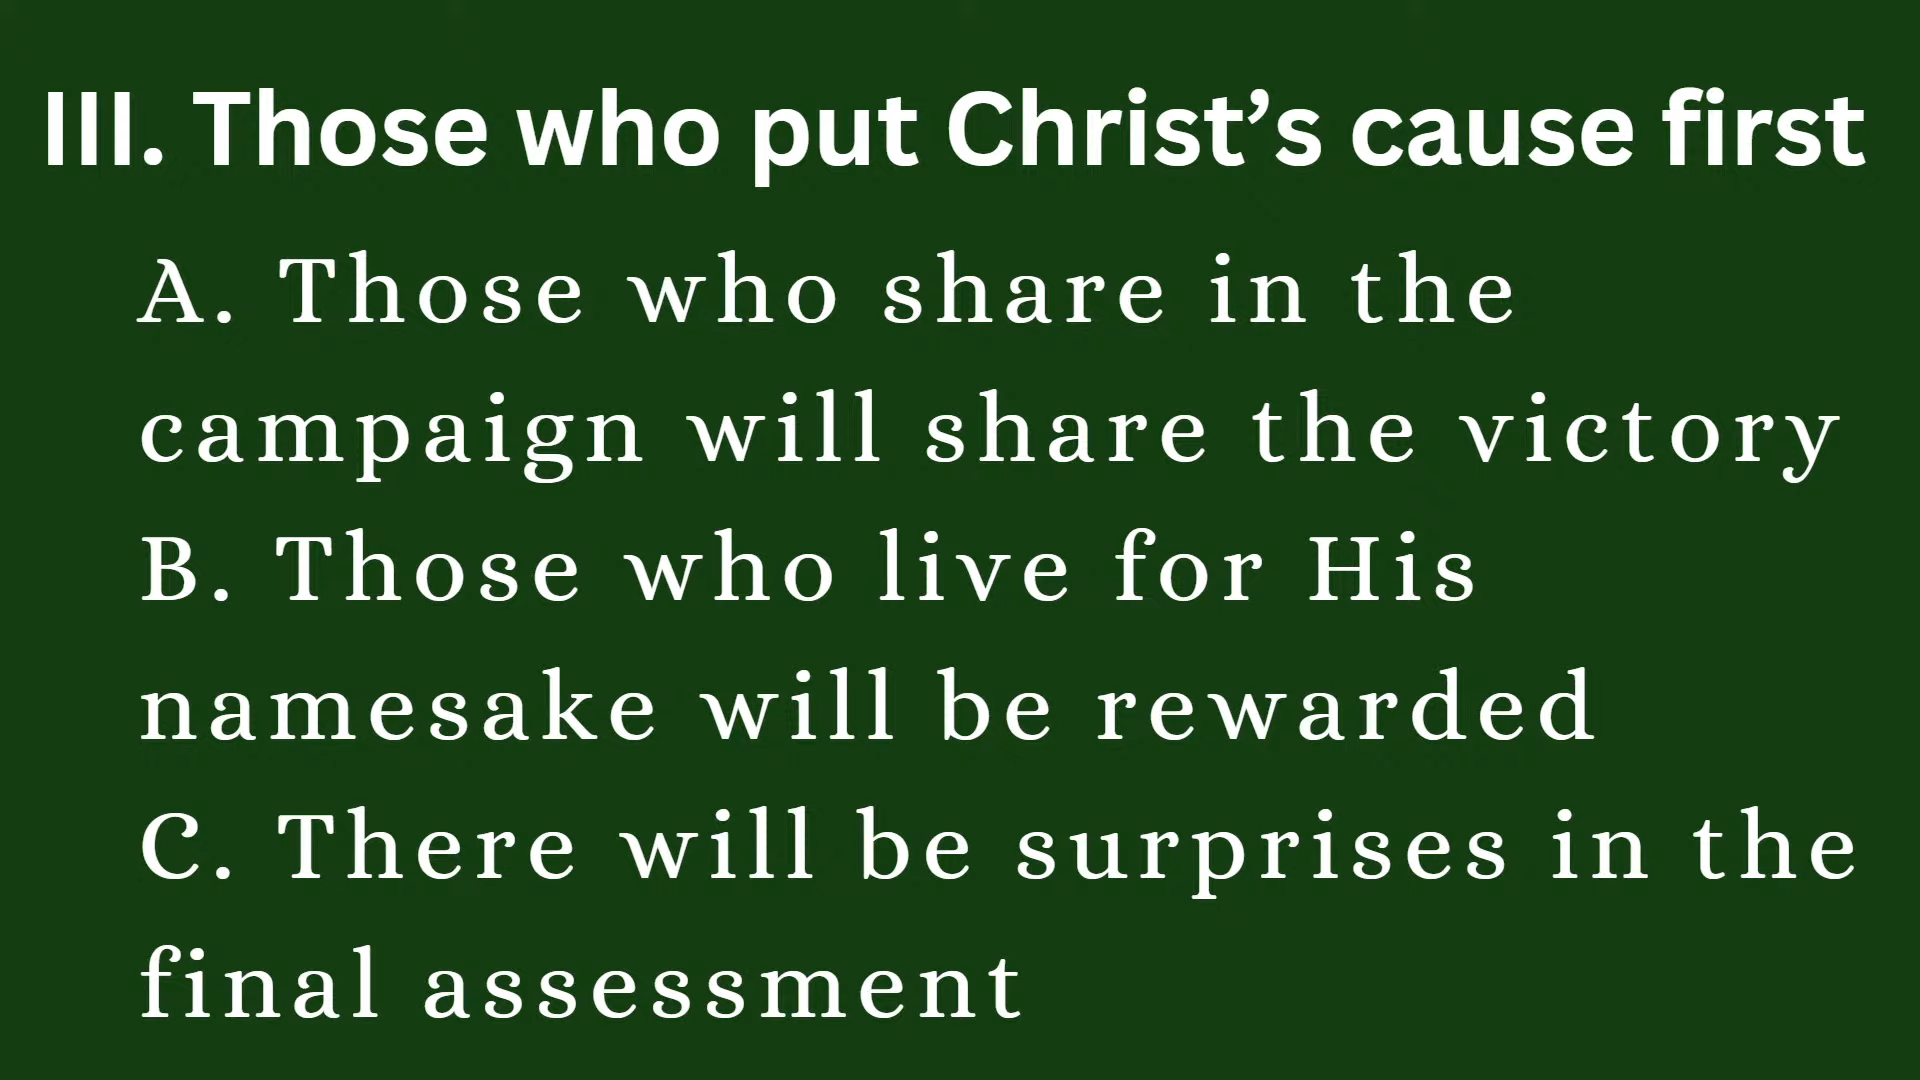 III. Those who put Christ’s cause first
A. Those who share in the
campaign will share the victory
B. Those who live for His
namesake will be rewarded
C. There will be surprises in the
final assessment